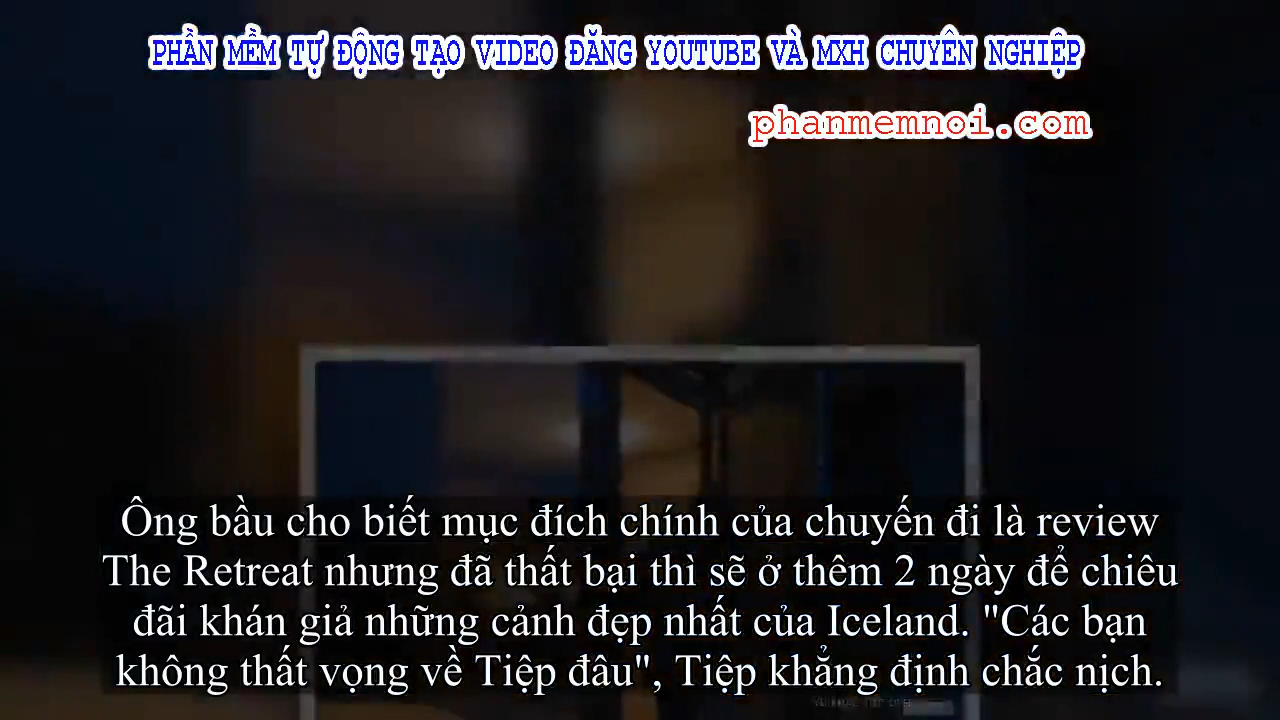 PHẦN MỀM TỰ ĐỘNG TẠO VIDEO ĐĂNG YOUTUBE VÀ MXH CHUYÊN NGHIỆP
phanmemnoi.com
Ông bầu cho biết mục đích chính của chuyến đi là review
The Retreat nhưng đã thất bại thì sẽ ở thêm 2 ngày để chiêu
đãi khán giả những cảnh đẹp nhất của Iceland. "Các bạn
không thất vọng về Tiệp đâu", Tiệp khẳng định chắc nịch.